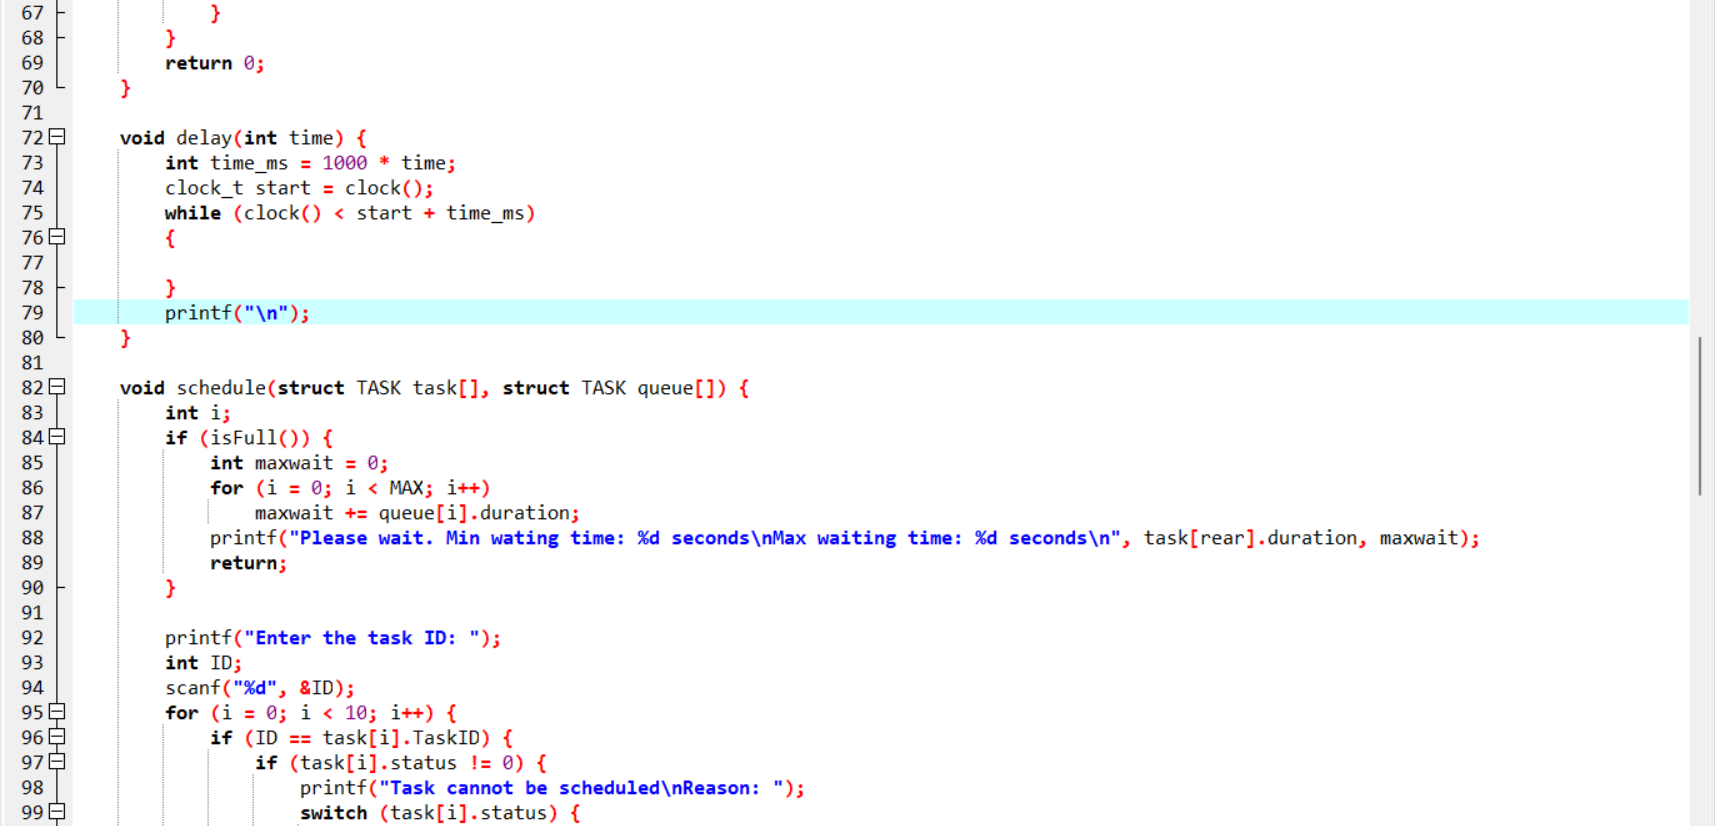 67 }
68 }
69 return 0;
70 }
71
72 void delay(int time) {
73 int time_ms = 1000 * time;
74 clock_t start = clock();
75 while (clock() < start + time_ms)
76 {
77
78 }
79 printf("\n");
80 }
81
82 void schedule(struct TASK task[], struct TASK queue[]) {
83 int i;
84 if (isFull()) {
85 int maxwait = 0;
86 for (i = 0; i < MAX; i++)
87 maxwait += queue[i].duration;
88 printf("Please wait. Min wating time: %d seconds\nMax waiting time: %d seconds\n", task[rear].duration, maxwait);
89 return;
90 }
91
92 printf("Enter the task ID: ");
93 int ID;
94 scanf("%d", &ID);
95 for (i = 0; i < 10; i++) {
96 if (ID == task[i].TaskID) {
97 if (task[i].status != 0) {
98 printf("Task cannot be scheduled\nReason: ");
99 switch (task[i].status) {